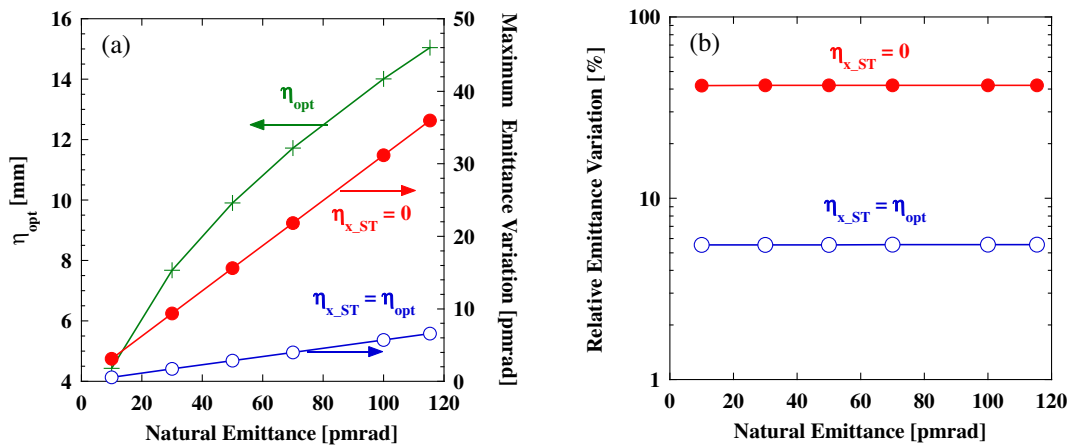 (a)
16
14
12
10
8
6
4
η_opt [mm]
50
40
30
20
10
0
Maximum Emittance Variation [pmrad]
η_opt
η_x_ST = 0
η_x_ST = η_opt
0 20 40 60 80 100 120
Natural Emittance [pmrad]
(b)
100
10
1
Relative Emittance Variation [%]
η_x_ST = 0
η_x_ST = η_opt
0 20 40 60 80 100 120
Natural Emittance [pmrad]